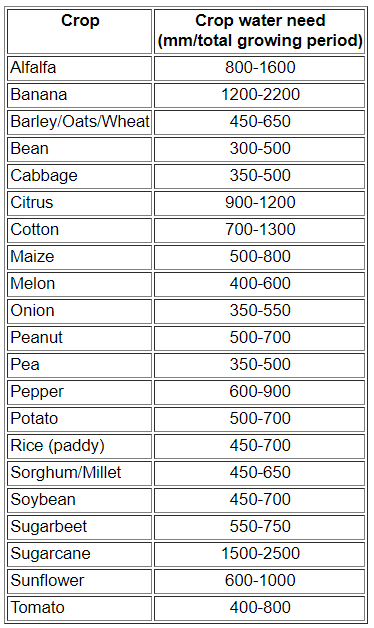 Crop Crop water need
(mm/total growing period)
Alfalfa 800-1600
Banana 1200-2200
Barley/Oats/Wheat 450-650
Bean 300-500
Cabbage 350-500
Citrus 900-1200
Cotton 700-1300
Maize 500-800
Melon 400-600
Onion 350-550
Peanut 500-700
Pea 350-500
Pepper 600-900
Potato 500-700
Rice (paddy) 450-700
Sorghum/Millet 450-650
Soybean 450-700
Sugarbeet 550-750
Sugarcane 1500-2500
Sunflower 600-1000
Tomato 400-800